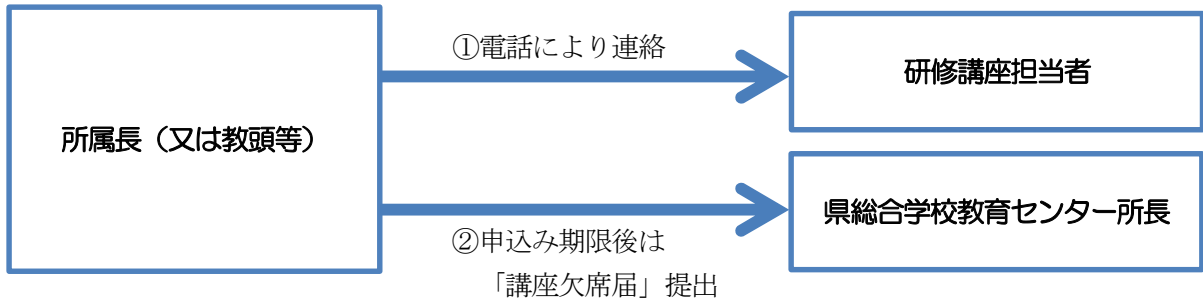 所属長（又は教頭等）
①電話により連絡
研修講座担当者
②申込み期限後は
「講座欠席届」提出
県総合学校教育センター所長